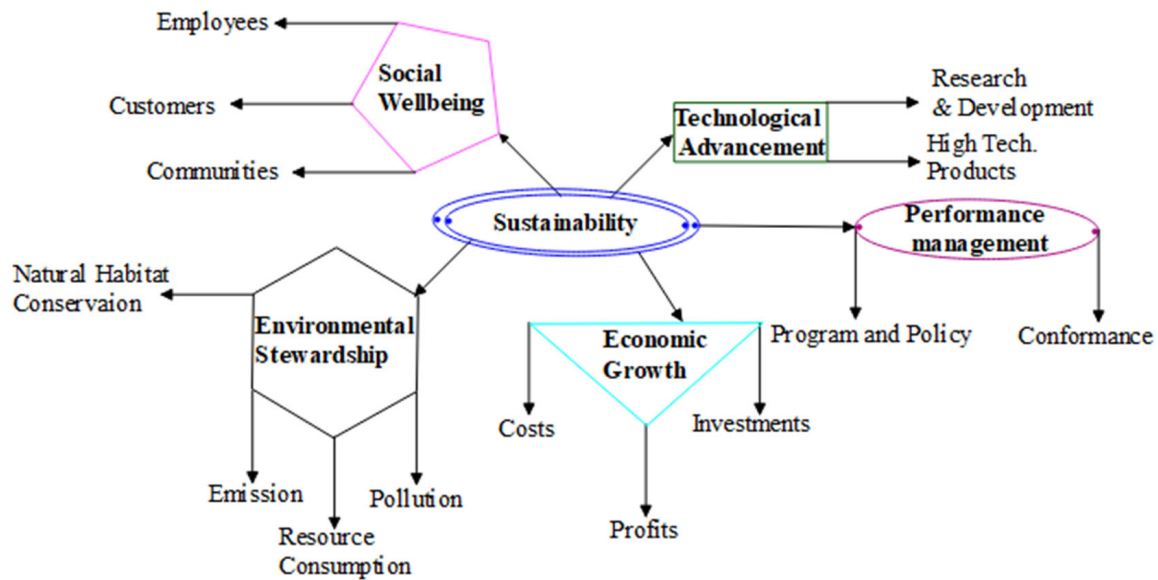 Employees
Social
Wellbeing
Customers
Communities
Research
& Development
Technological
Advancement
High Tech.
Products
Sustainability
Performance
management
Natural Habitat
Conservaion
Environmental
Stewardship
Economic
Growth
Program and Policy
Conformance
Costs
Investments
Emission
Pollution
Profits
Resource
Consumption